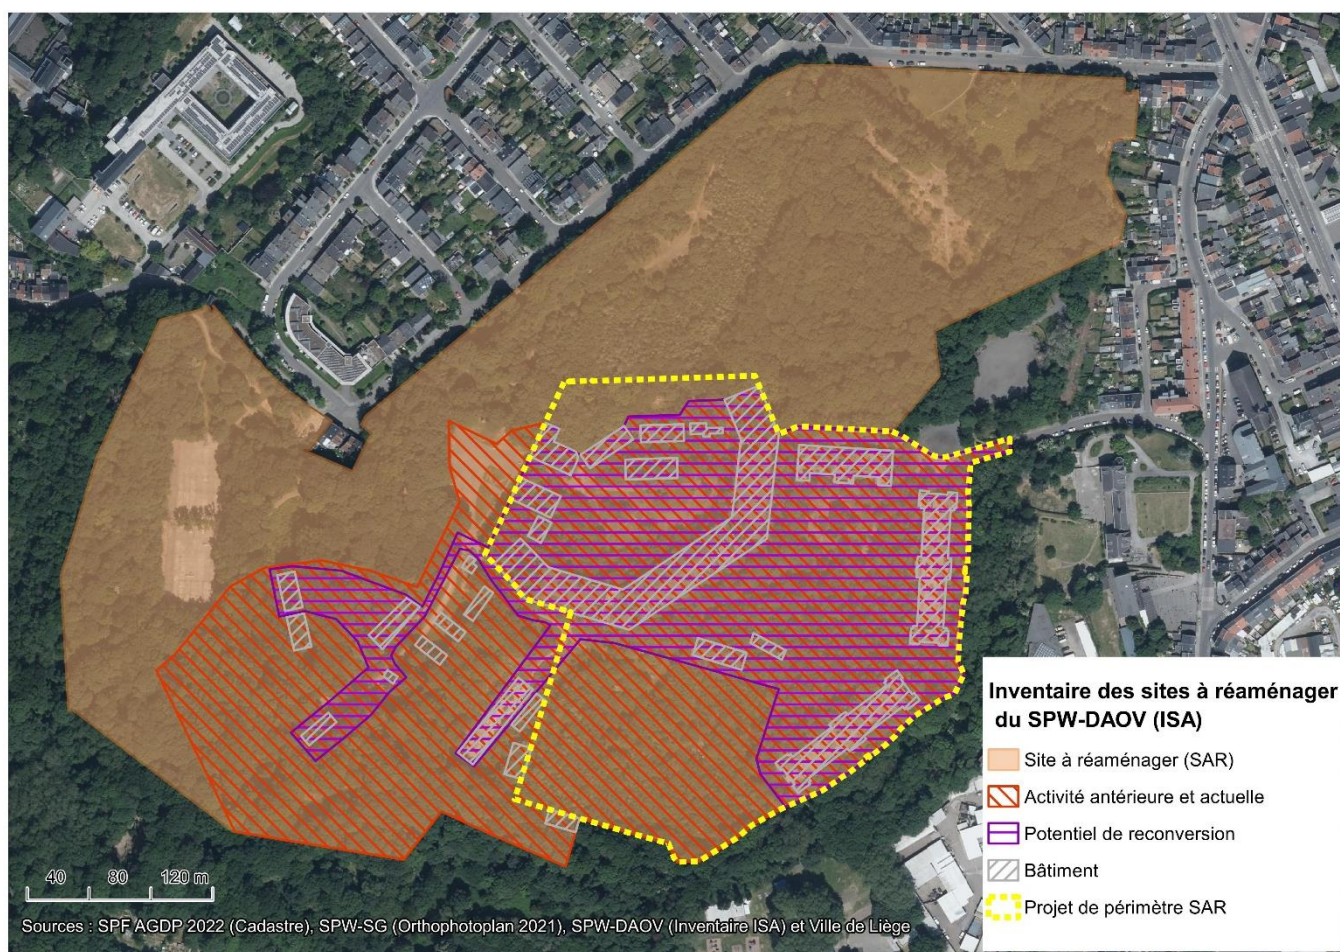 Inventaire des sites à réaménager
du SPW-DAOV (ISA)
Site à réaménager (SAR)
Activité antérieure et actuelle
Potentiel de reconversion
Bâtiment
Projet de périmètre SAR
40 80 120 m
Sources : SPF AGDP 2022 (Cadastre), SPW-SG (Orthophotoplan 2021), SPW-DAOV (Inventaire ISA) et Ville de Liège